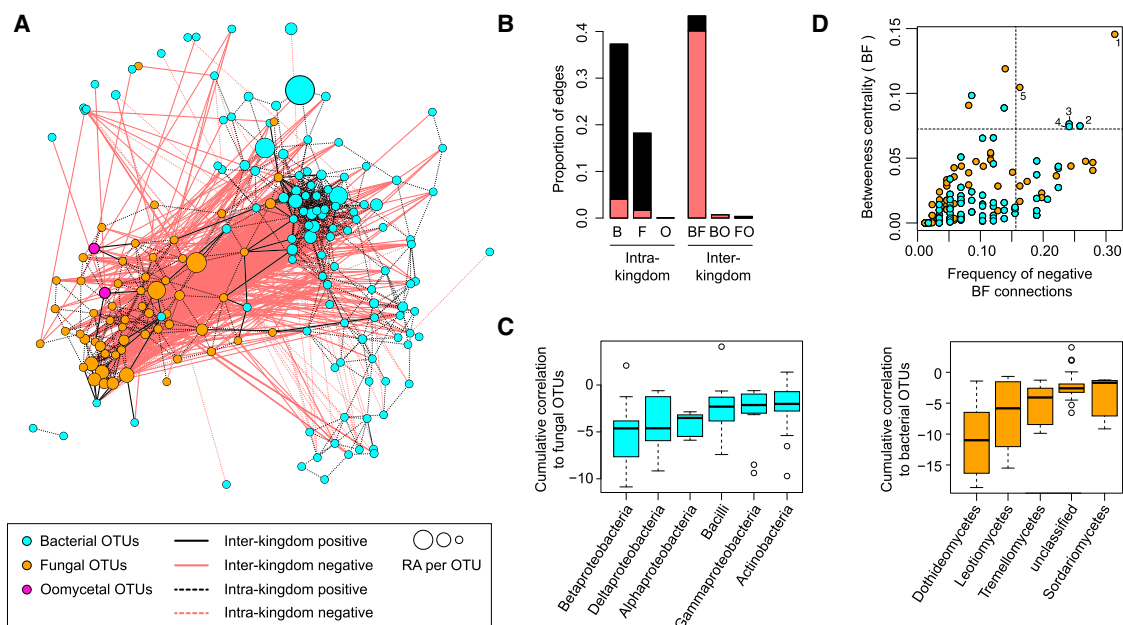 A
B
Proportion of edges
0.4
0.3
0.2
0.1
0.0
B F O BF BO FO
Intra-
kingdom
Inter-
kingdom
D
Betweeness centrality ( BF )
0.15
0.10
0.05
0.00
1
5
3
4
2
0.00 0.10 0.20 0.30
Frequency of negative
BF connections
C
Cumulative correlation
to fungal OTUs
0
−5
−10
Betaproteobacteria
Deltaproteobacteria
Alphaproteobacteria
Bacilli
Gammaproteobacteria
Actinobacteria
Cumulative correlation
to bacterial OTUs
0
−5
−10
−15
Dothideomycetes
Leotiomycetes
Tremellomycetes
unclassified
Sordariomycetes
Bacterial OTUs
Fungal OTUs
Oomycetal OTUs
Inter-kingdom positive
Inter-kingdom negative
Intra-kingdom positive
Intra-kingdom negative
RA per OTU